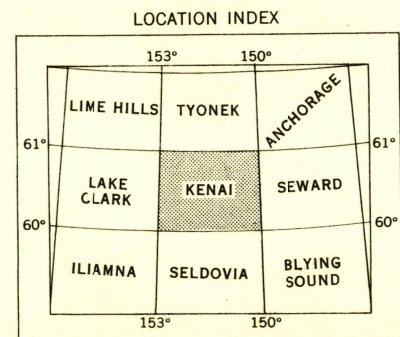 LOCATION INDEX
153° 150°
LIME HILLS TYONEK ANCHORAGE
61° 61°
LAKE CLARK KENAI SEWARD
60° 60°
ILIAMNA SELDOVIA BLYING SOUND
153° 150°